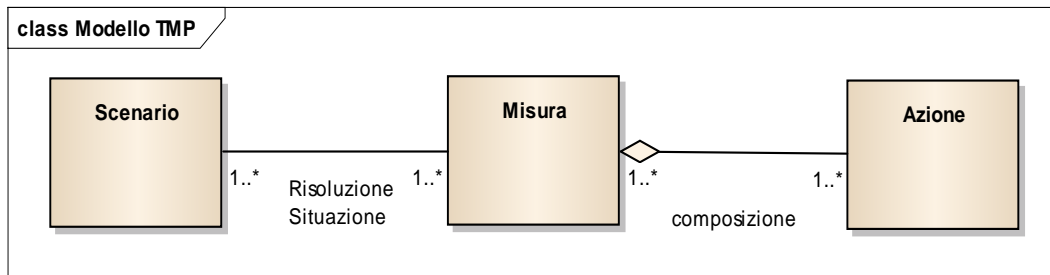 class Modello TMP
Scenario
Misura
Azione
1..*
1..*
1..*
1..*
Risoluzione
Situazione
composizione